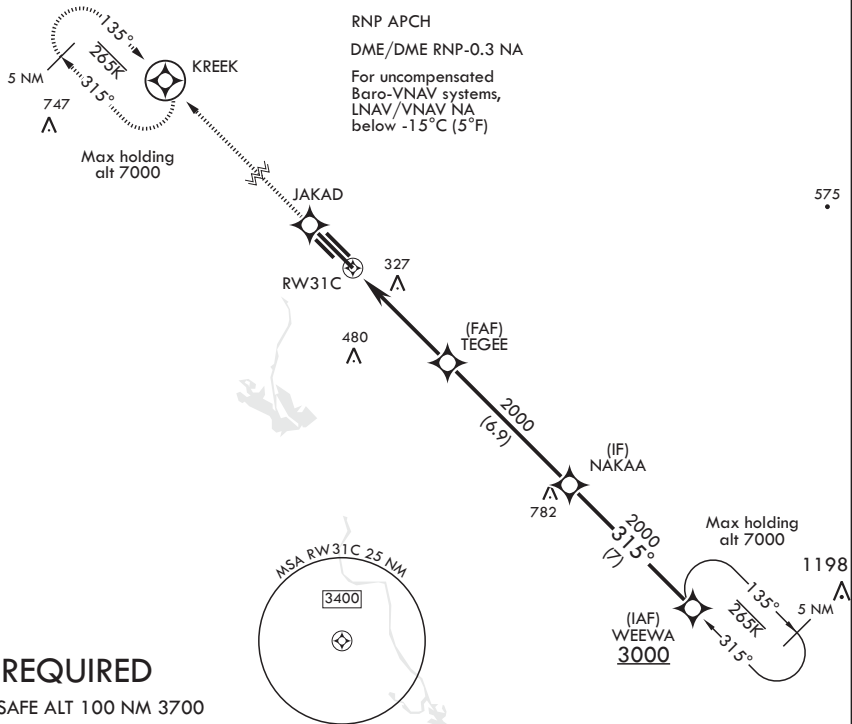 135°
265K
315°
5 NM
KREEK
747
Max holding
alt 7000
RNP APCH
DME/DME RNP-0.3 NA
For uncompensated
Baro-VNAV systems,
LNAV/VNAV NA
below -15°C (5°F)
JAKAD
575
RW31C
327
480
(FAF)
TEGEE
2000
(6.9)
(IF)
NAKAA
782
2000
315°
(7)
Max holding
alt 7000
1198
135°
265K
315°
5 NM
(IAF)
WEEWA
3000
MSA RW31C 25 NM
3400
REQUIRED
SAFE ALT 100 NM 3700